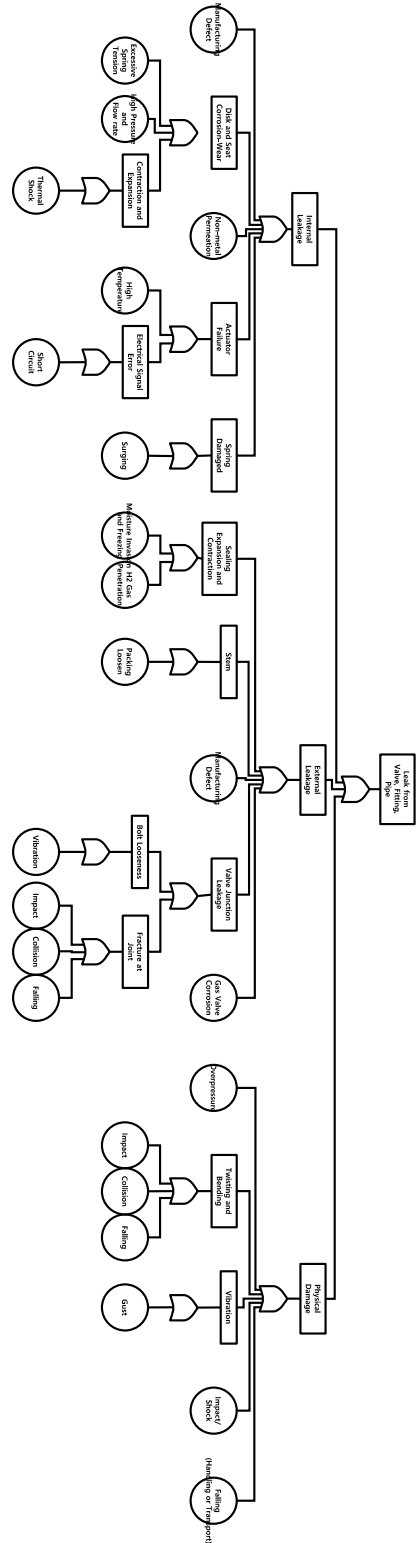 Leak from
Valve, Fitting,
Pipe
Internal
Leakage
External
Leakage
Physical
Damage
Manufacturing
Defect
Disk and Seat
Corrosion-Wear
Non-metal
Permeation
Actuator
Failure
Spring
Damaged
Sealing
Expansion and
Contraction
Stem
Manufacturing
Defect
Valve Junction
Leakage
Gas Valve
Corrosion
Overpressure
Twisting and
Bending
Vibration
Impact/
Shock
Falling
(Handling or Transport)
Excessive
Spring
Tension
High Pressure
and
Flow rate
Contraction and
Expansion
High
Temperature
Electrical Signal
Error
Surging
Moisture Invasion
and Freezing
H2 Gas
Penetration
Packing
Loosen
Bolt Looseness
Fracture at
Joint
Impact
Collision
Falling
Gust
Thermal
Shock
Short
Circuit
Vibration
Impact
Collision
Falling